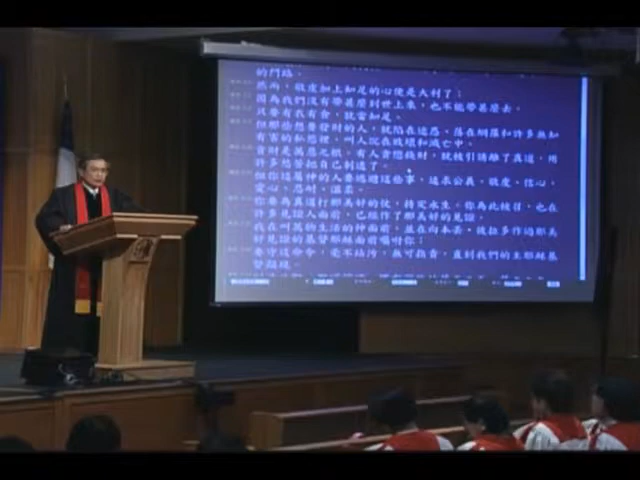 的門路。
然而，敬虔加上知足的心便是大利了；
因為我們沒有帶甚麼到世上來，也不能帶甚麼去。
只要有衣有食，就當知足。
但那些想要發財的人，就陷在迷惑、落在網羅和許多無知
有害的私慾裡，叫人沉在敗壞和滅亡中。
貪財是萬惡之根。有人貪戀錢財，就被引誘離了真道，用
許多愁苦把自己刺透了。
但你這屬神的人要逃避這些事，追求公義、敬虔、信心、
愛心、忍耐、溫柔。
你要為真道打那美好的仗，持定永生。你為此被召，也在
許多見證人面前，已經作了那美好的見證。
我在叫萬物生活的神面前，並在向本丟·彼拉多作過那美
好見證的基督耶穌面前囑咐你：
要守這命令，毫不玷污，無可指責，直到我們的主耶穌基
督顯現。